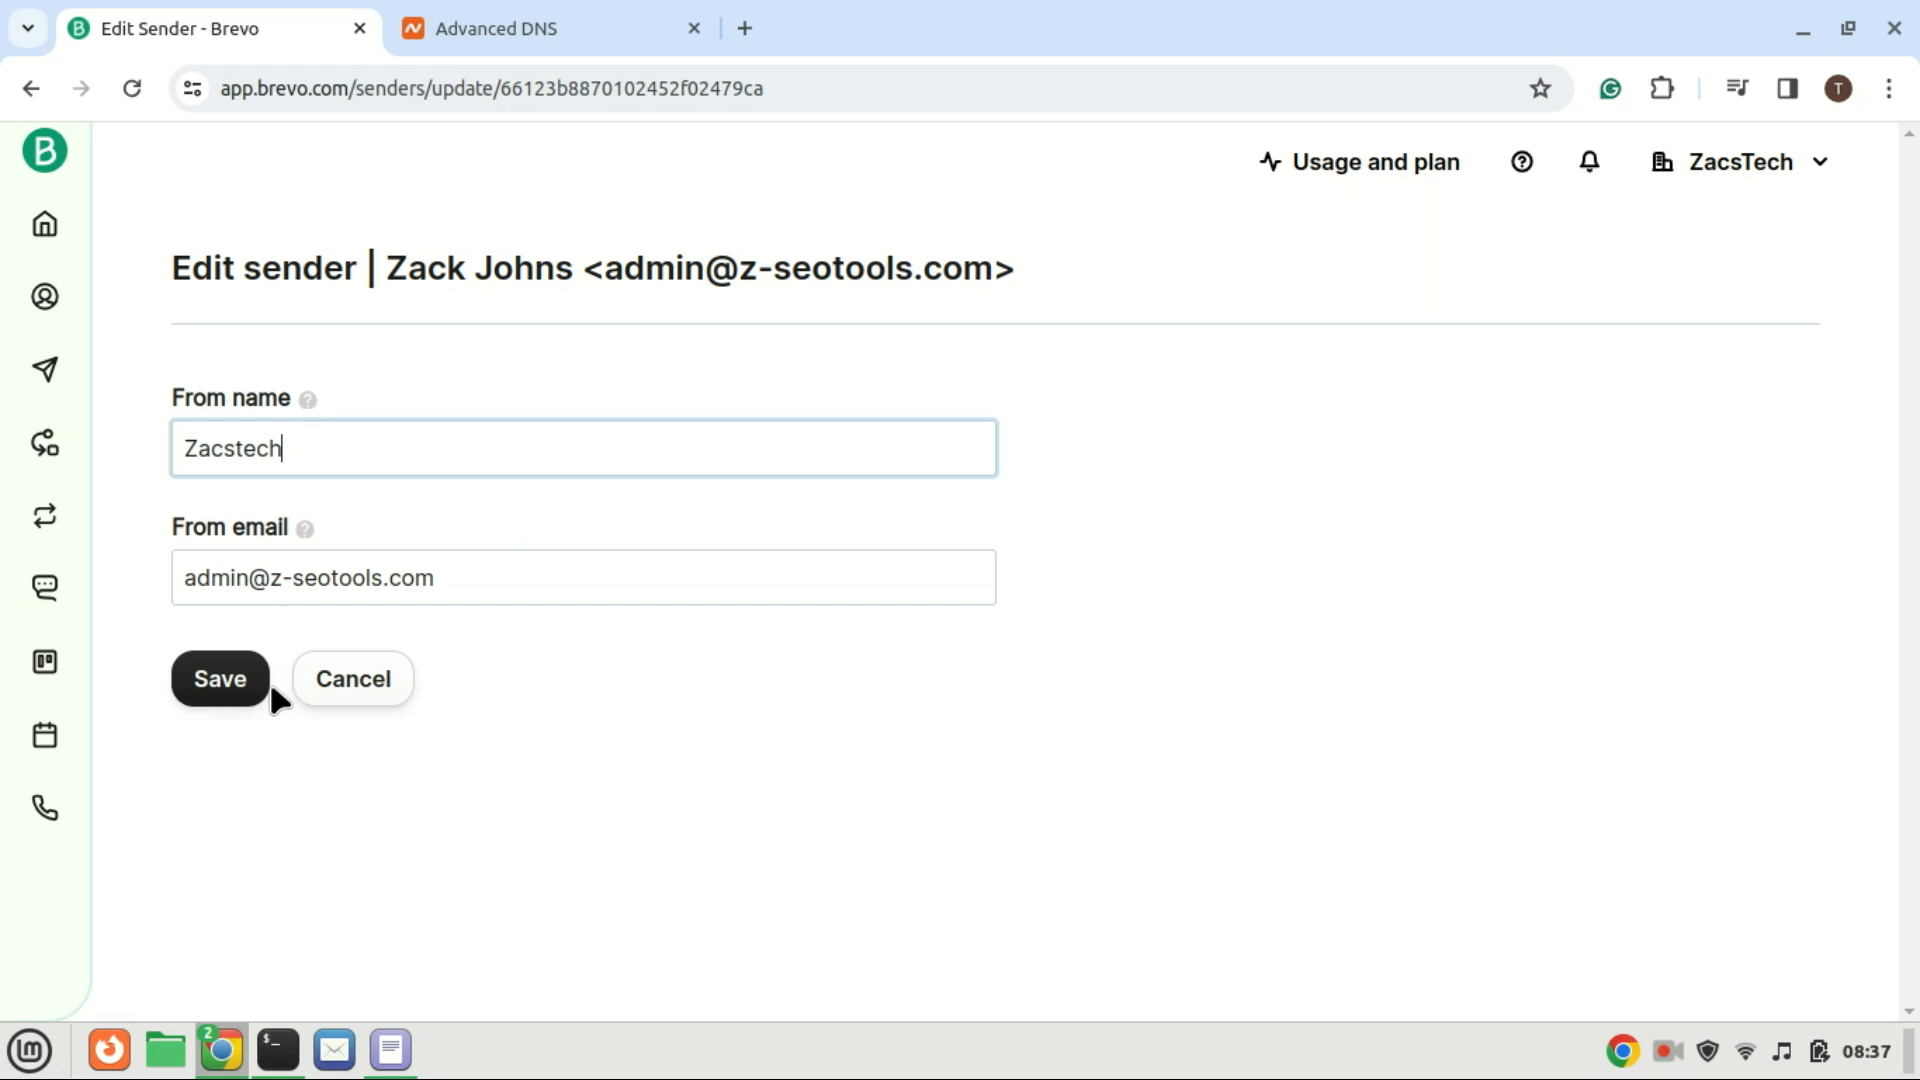 Edit Sender - Brevo
Advanced DNS
app.brevo.com/senders/update/66123b8870102452f02479ca
T
B
Usage and plan
ZacsTech
Edit sender | Zack Johns <admin@z-seotools.com>
From name
Zacstech
From email
admin@z-seotools.com
Save
Cancel
2
$_
08:37